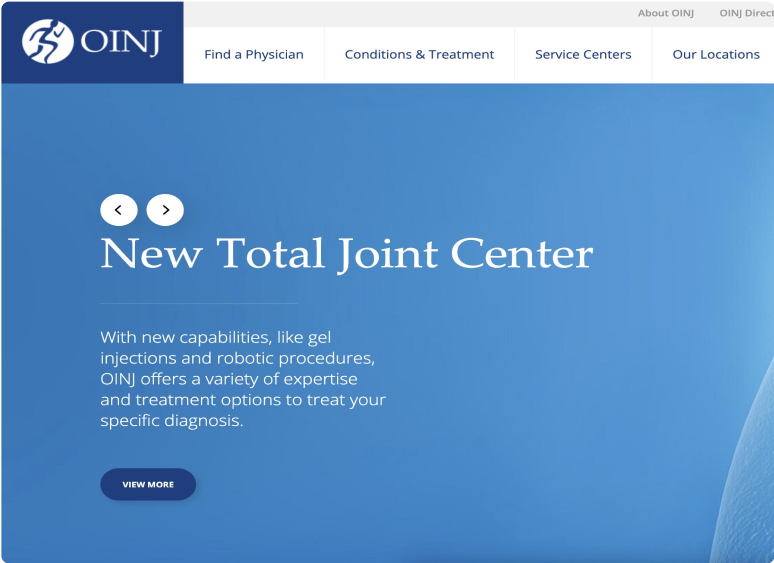 About OINJ OINJ Direct
OINJ
Find a Physician Conditions & Treatment Service Centers Our Locations
New Total Joint Center
With new capabilities, like gel
injections and robotic procedures,
OINJ offers a variety of expertise
and treatment options to treat your
specific diagnosis.
VIEW MORE